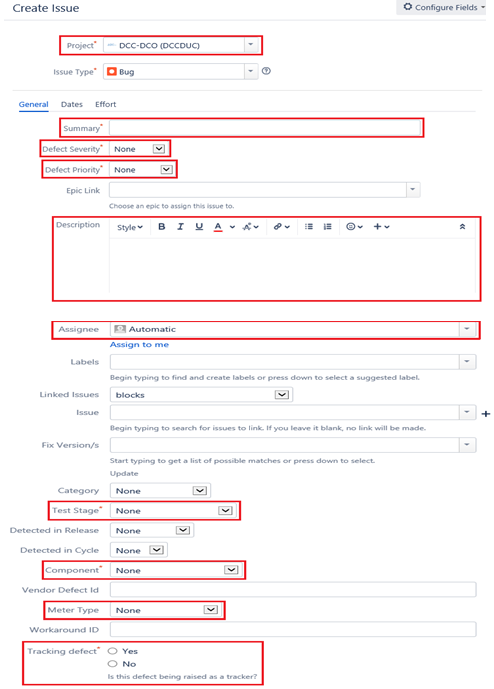 Create Issue
Configure Fields
Project* DCC-DCO (DCCDUC)
Issue Type* Bug
General Dates Effort
Summary*
Defect Severity* None
Defect Priority* None
Epic Link
Choose an epic to assign this issue to.
Description Style B I U A
Assignee Automatic
Assign to me
Labels
Begin typing to find and create labels or press down to select a suggested label.
Linked Issues blocks
Issue
Begin typing to search for issues to link. If you leave it blank, no link will be made.
Fix Version/s
Start typing to get a list of possible matches or press down to select.
Update
Category None
Test Stage* None
Detected in Release None
Detected in Cycle None
Component* None
Vendor Defect Id
Meter Type None
Workaround ID
Tracking defect* Yes
No
Is this defect being raised as a tracker?